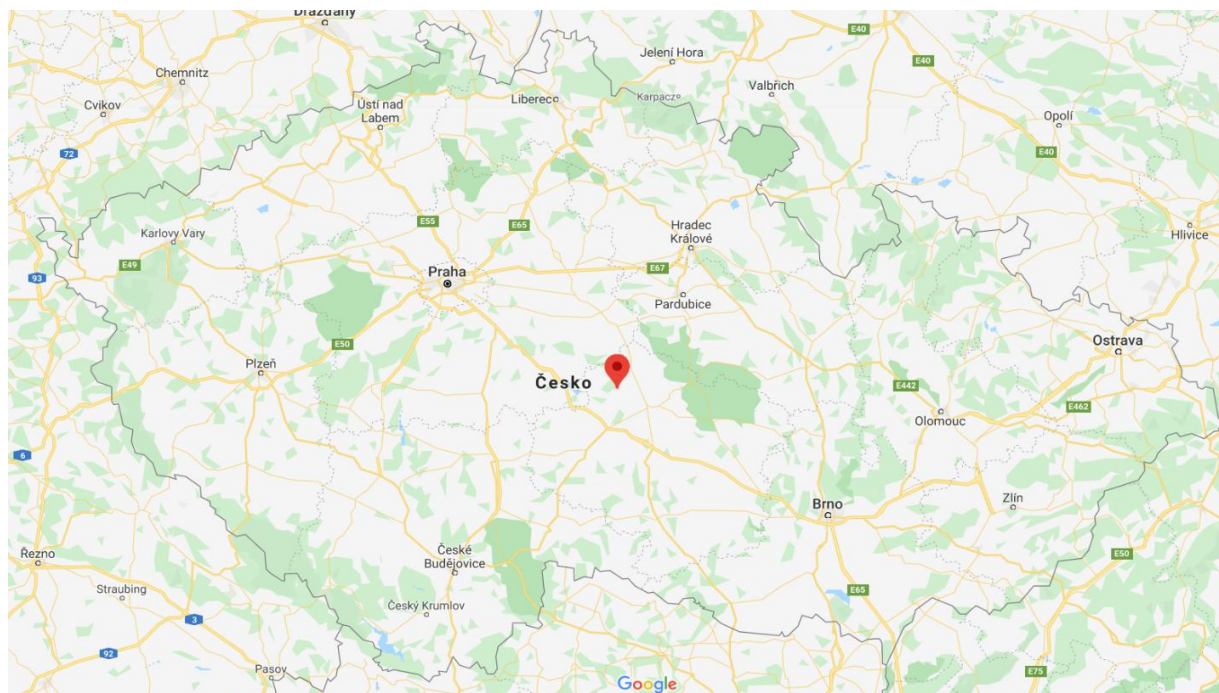 Drážďany
E40
Jelení Hora
E40
Chemnitz
Valbřich
Karpacz
Liberec
Cvikov
Ústí nad
Labem
Opolí
72
E40
E55
E65
Hradec
Králové
Karlovy Vary
Hlivice
E49
Praha
E67
93
Pardubice
E50
Ostrava
Plzeň
Česko
E442
E462
Olomouc
6
Zlín
Brno
Řezno
České
Budějovice
E50
Straubing
E65
Český Krumlov
3
92
Pasov
E75
Google